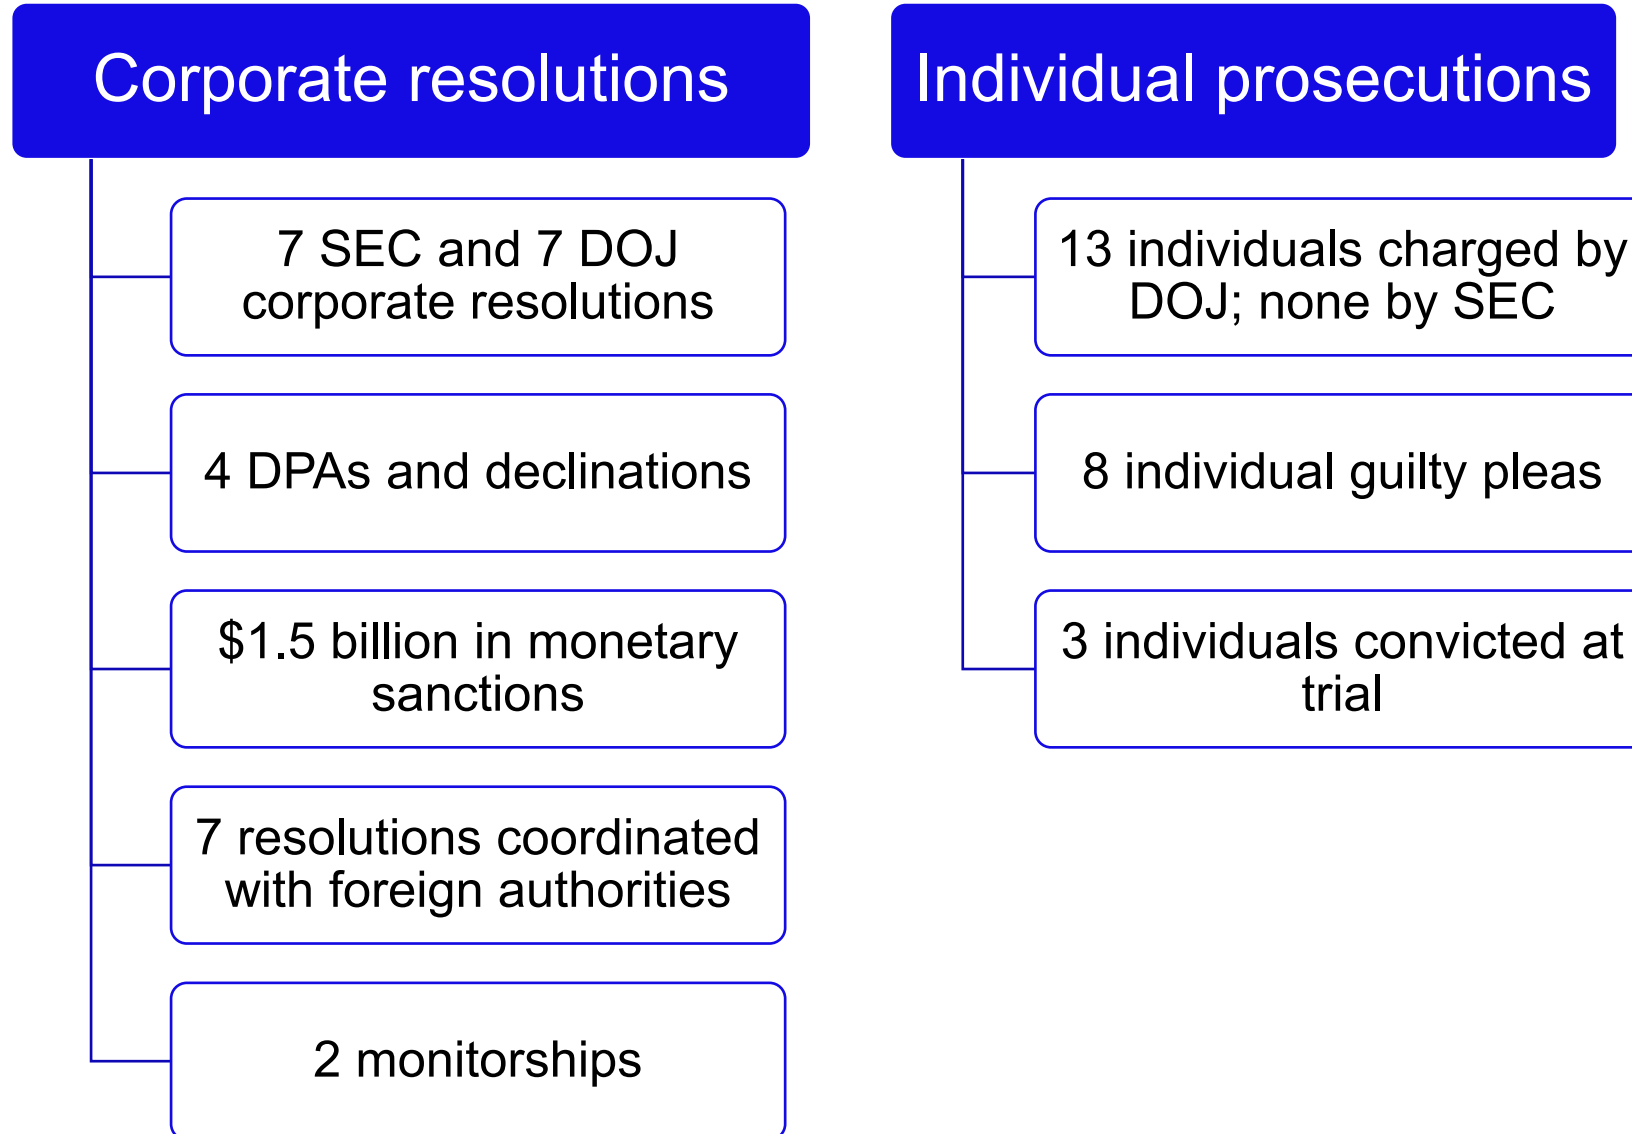 Corporate resolutions
7 SEC and 7 DOJ
corporate resolutions
4 DPAs and declinations
$1.5 billion in monetary
sanctions
7 resolutions coordinated
with foreign authorities
2 monitorships
Individual prosecutions
13 individuals charged by
DOJ; none by SEC
8 individual guilty pleas
3 individuals convicted at
trial